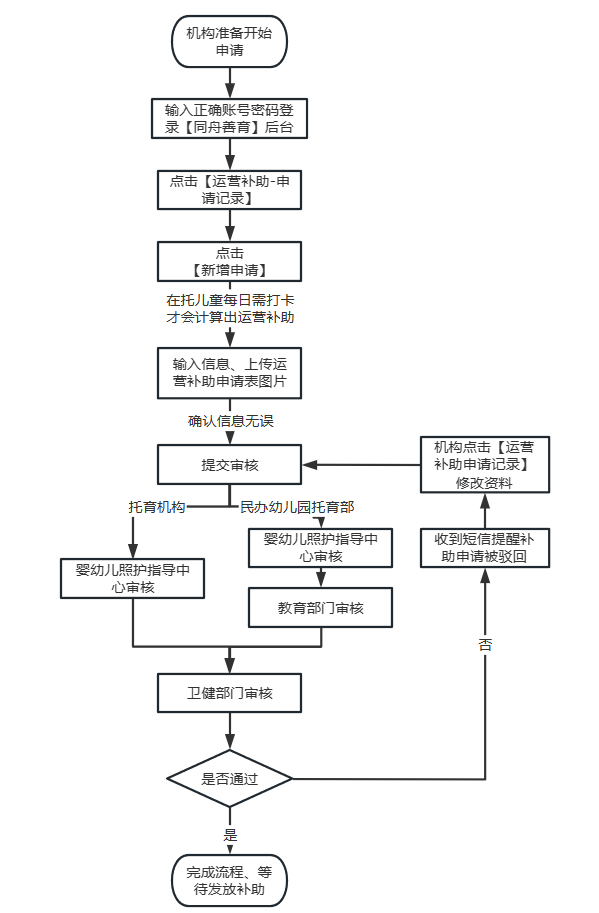 机构准备开始
申请
输入正确账号密码登
录【同舟善育】后台
点击【运营补助-申
请记录】
点击
【新增申请】
在托儿童每日需打卡
才会计算出运营补助
输入信息、上传运
营补助申请表图片
确认信息无误
提交审核
机构点击【运营
补助申请记录】
修改资料
托育机构
民办幼儿园托育部
婴幼儿照护指导中
心审核
婴幼儿照护指导中
心审核
收到短信提醒补
助申请被驳回
教育部门审核
否
卫健部门审核
是否通过
是
完成流程、等
待发放补助